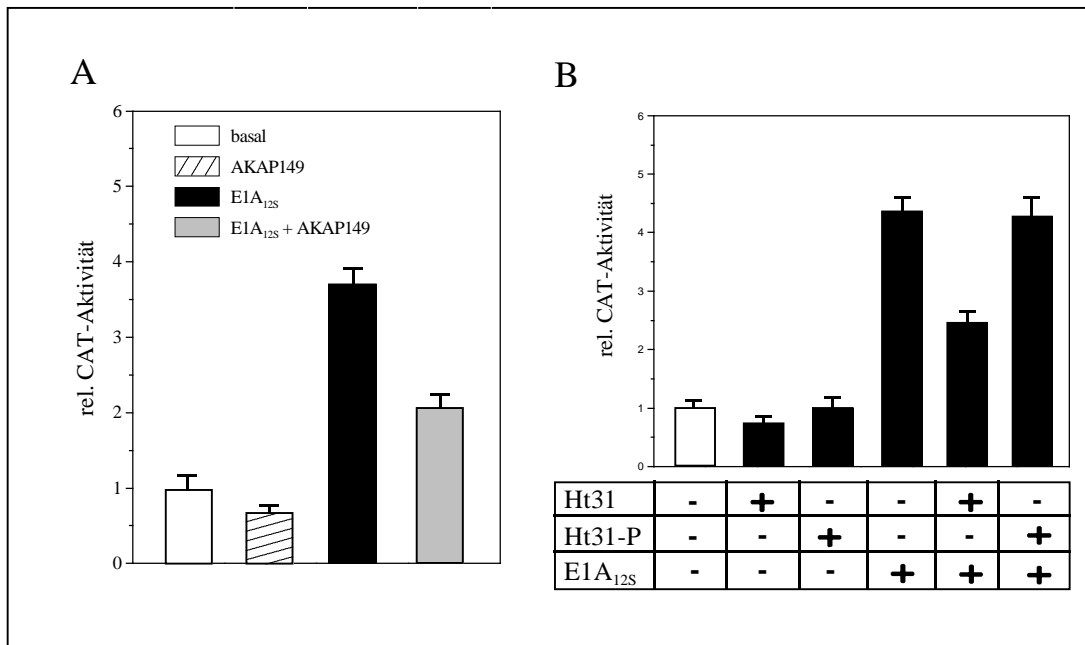 A
6
5
4
3
2
1
0
rel. CAT-Aktivität
basal
AKAP149
E1A12S
E1A12S + AKAP149
B
6
5
4
3
2
1
0
rel. CAT-Aktivität
Ht31 - + - - + -
Ht31-P - - + - - +
E1A12S - - - + + +